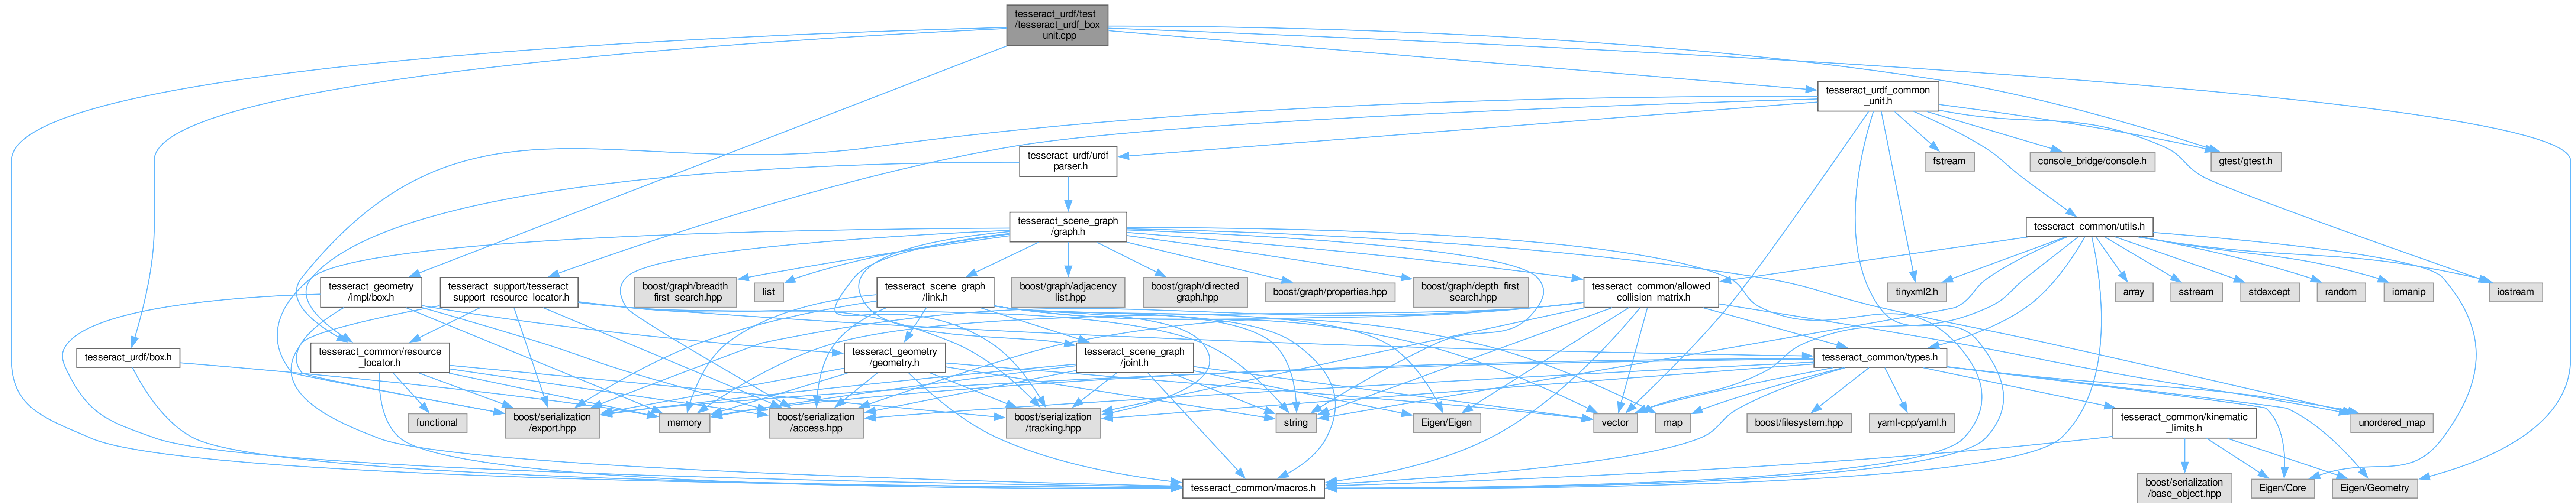 tesseract_urdf/test
/tesseract_urdf_box
_unit.cpp
tesseract_urdf_common
_unit.h
tesseract_urdf/urdf
_parser.h
fstream
console_bridge/console.h
gtest/gtest.h
tesseract_scene_graph
/graph.h
tesseract_common/utils.h
tesseract_geometry
/impl/box.h
tesseract_support/tesseract
_support_resource_locator.h
boost/graph/breadth
_first_search.hpp
list
tesseract_scene_graph
/link.h
boost/graph/adjacency
_list.hpp
boost/graph/directed
_graph.hpp
boost/graph/properties.hpp
boost/graph/depth_first
_search.hpp
tesseract_common/allowed
_collision_matrix.h
tinyxml2.h
array
sstream
stdexcept
random
iomanip
iostream
tesseract_urdf/box.h
tesseract_common/resource
_locator.h
tesseract_geometry
/geometry.h
tesseract_scene_graph
/joint.h
tesseract_common/types.h
functional
boost/serialization
/export.hpp
memory
boost/serialization
/access.hpp
boost/serialization
/tracking.hpp
string
Eigen/Eigen
vector
map
boost/filesystem.hpp
yaml-cpp/yaml.h
tesseract_common/kinematic
_limits.h
unordered_map
tesseract_common/macros.h
boost/serialization
/base_object.hpp
Eigen/Core
Eigen/Geometry